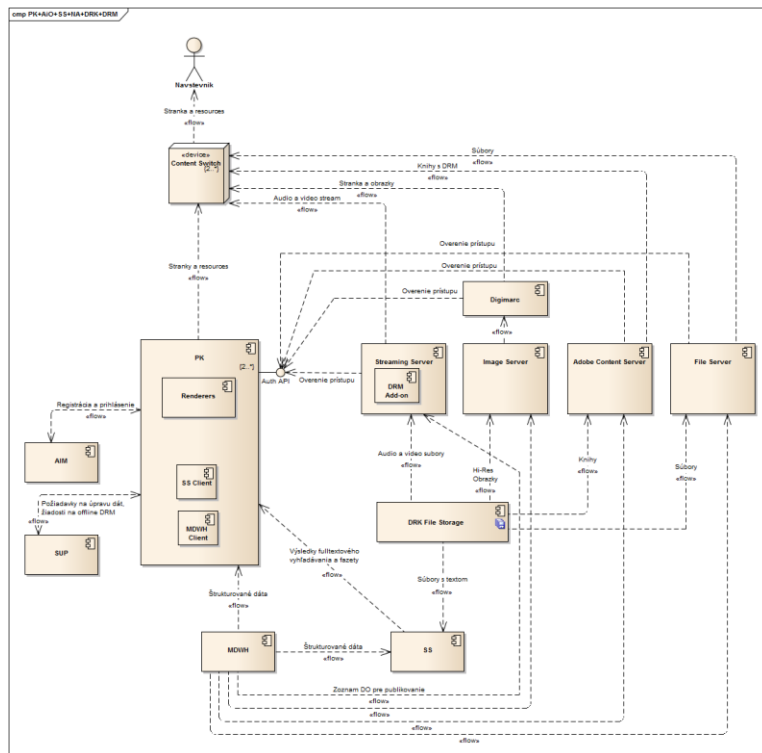 cmp PK+AiO+SS+IIA+DRK+DRM
Navstevnik
Stranka a resources
«flow»
«device»
Content Switch
[2..*]
Súbory
«flow»
Knihy s DRM
«flow»
Stranka a obrazky
«flow»
Audio a video stream
«flow»
Stranky a resources
«flow»
Overenie prístupu
Overenie prístupu
Overenie prístupu
Digimarc
«flow»
PK
[2..*]
Renderers
Auth API
Overenie prístupu
Streaming Server
DRM
Add-on
Image Server
Adobe Content Server
File Server
Registrácia a prihlásenie
«flow»
AIM
SS Client
Požiadavky na úpravu dát,
žiadosti na offline DRM
«flow»
SUP
MDWH
Client
Audio a video subory
«flow»
Hi-Res
Obrazky
«flow»
Knihy
«flow»
Súbory
«flow»
DRK File Storage
Výsledky fulltextového
vyhľadávania a fazety
«flow»
Súbory s textom
«flow»
Štrukturované dáta
«flow»
MDWH
Štrukturované dáta
«flow»
SS
Zoznam DO pre publikovanie
«flow»
«flow»
«flow»
«flow»